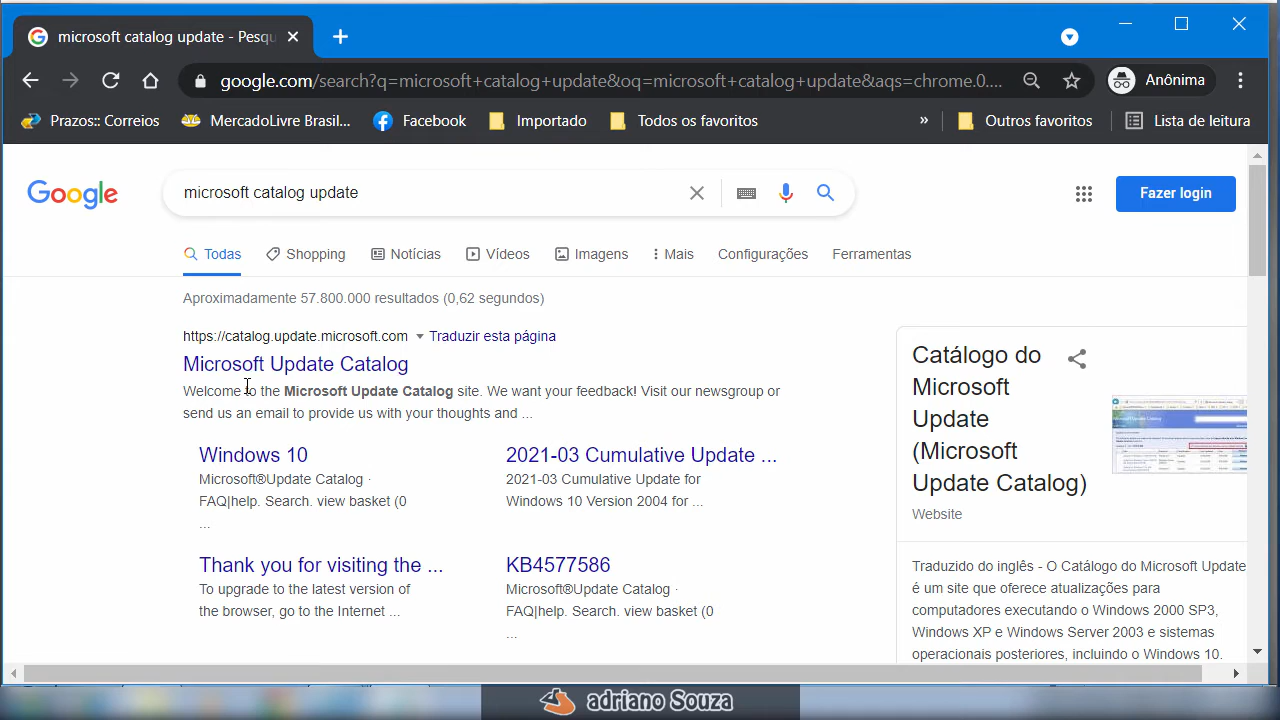 microsoft catalog update - Pesqu
google.com/search?q=microsoft+catalog+update&oq=microsoft+catalog+update&aqs=chrome.0....
Anônima
Prazos:: Correios
MercadoLivre Brasil...
Facebook
Importado
Todos os favoritos
»
Outros favoritos
Lista de leitura
Google
microsoft catalog update
Fazer login
Todas
Shopping
Notícias
Vídeos
Imagens
Mais
Configurações
Ferramentas
Aproximadamente 57.800.000 resultados (0,62 segundos)
https://catalog.update.microsoft.com
Traduzir esta página
Microsoft Update Catalog
Welcome to the Microsoft Update Catalog site. We want your feedback! Visit our newsgroup or
send us an email to provide us with your thoughts and ...
Windows 10
Microsoft®Update Catalog ·
FAQ|help. Search. view basket (0
...
2021-03 Cumulative Update ...
2021-03 Cumulative Update for
Windows 10 Version 2004 for ...
Thank you for visiting the ...
To upgrade to the latest version of
the browser, go to the Internet ...
KB4577586
Microsoft®Update Catalog ·
FAQ|help. Search. view basket (0
...
Catálogo do
Microsoft
Update
(Microsoft
Update Catalog)
Website
Traduzido do inglês - O Catálogo do Microsoft Update
é um site que oferece atualizações para
computadores executando o Windows 2000 SP3,
Windows XP e Windows Server 2003 e sistemas
operacionais posteriores, incluindo o Windows 10.
adriano Souza